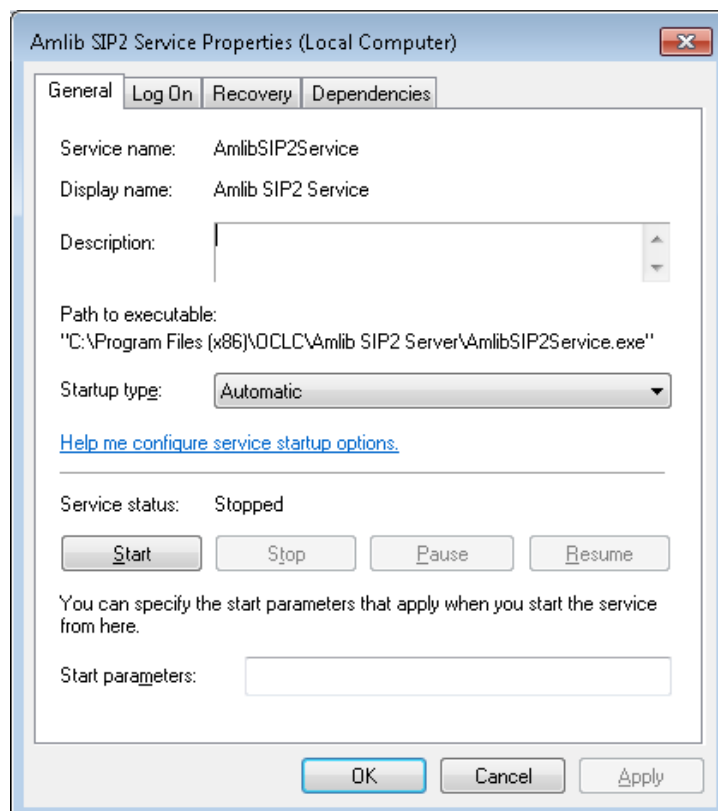 Amlib SIP2 Service Properties (Local Computer)
General Log On Recovery Dependencies
Service name: AmlibSIP2Service
Display name: Amlib SIP2 Service
Description:
Path to executable:
"C:\Program Files (x86)\OCLC\Amlib SIP2 Server\AmlibSIP2Service.exe"
Startup type: Automatic
Help me configure service startup options.
Service status: Stopped
Start Stop Pause Resume
You can specify the start parameters that apply when you start the service
from here.
Start parameters:
OK Cancel Apply